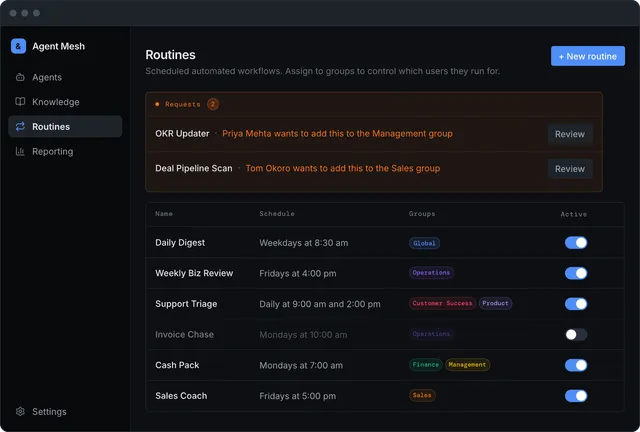 & Agent Mesh
Agents
Knowledge
Routines
Reporting
Settings
Routines
Scheduled automated workflows. Assign to groups to control which users they run for.
+ New routine
Requests 2
OKR Updater · Priya Mehta wants to add this to the Management group Review
Deal Pipeline Scan · Tom Okoro wants to add this to the Sales group Review
Name Schedule Groups Active
Daily Digest Weekdays at 8:30 am Global
Weekly Biz Review Fridays at 4:00 pm Operations
Support Triage Daily at 9:00 am and 2:00 pm Customer Success Product
Invoice Chase Mondays at 10:00 am Operations
Cash Pack Mondays at 7:00 am Finance Management
Sales Coach Fridays at 5:00 pm Sales